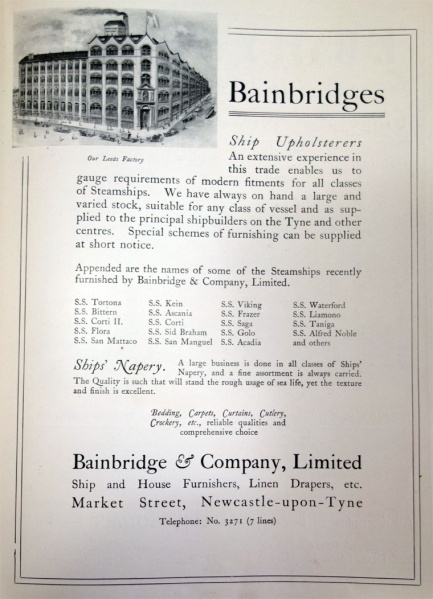 Bainbridges
Our Leeds Factory
Ship Upholsterers
An extensive experience in
this trade enables us to
gauge requirements of modern fitments for all classes
of Steamships. We have always on hand a large and
varied stock, suitable for any class of vessel and as sup-
plied to the principal shipbuilders on the Tyne and other
centres. Special schemes of furnishing can be supplied
at short notice.
Appended are the names of some of the Steamships recently
furnished by Bainbridge & Company, Limited.
S.S. Tortona
S.S. Bittern
S.S. Corti II.
S.S. Flora
S.S. San Mattaco
S.S. Kein
S.S. Ascania
S.S. Corti
S.S. Sid Braham
S.S. San Manguel
S.S. Viking
S.S. Frazer
S.S. Saga
S.S. Golo
S.S. Acadia
S.S. Waterford
S.S. Liamono
S.S. Taniga
S.S. Alfred Noble
and others
Ships' Napery. A large business is done in all classes of Ships'
Napery, and a fine assortment is always carried.
The Quality is such that will stand the rough usage of sea life, yet the texture
and finish is excellent.
Bedding, Carpets, Curtains, Cutlery,
Crockery, etc., reliable qualities and
comprehensive choice
Bainbridge & Company, Limited
Ship and House Furnishers, Linen Drapers, etc.
Market Street, Newcastle-upon-Tyne
Telephone: No. 3271 (7 lines)